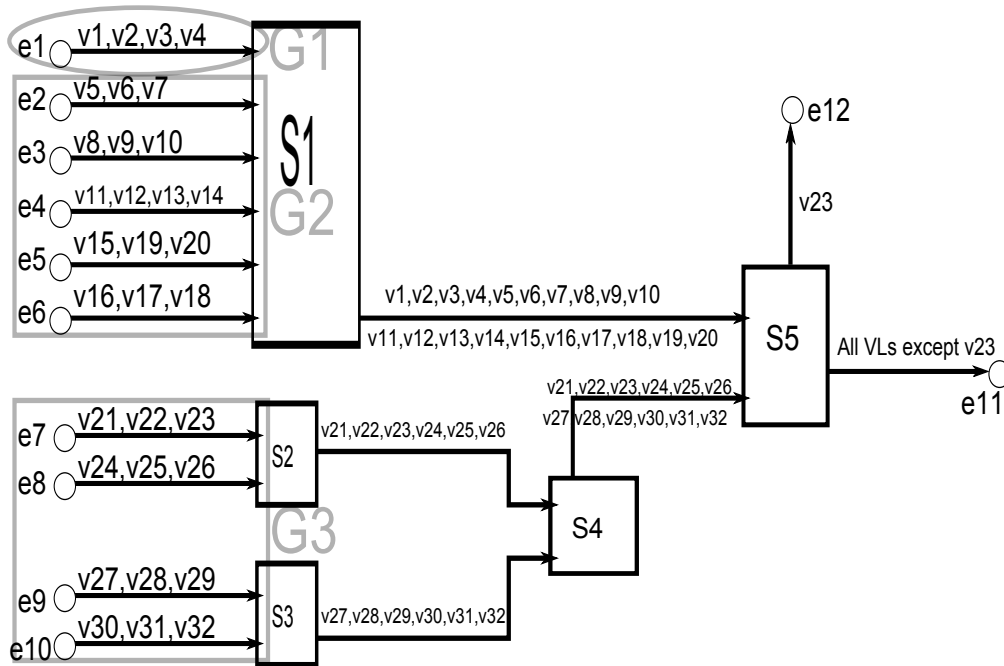 e1 v1,v2,v3,v4
G1
e2 v5,v6,v7
e3 v8,v9,v10
S1
e4 v11,v12,v13,v14
G2
e5 v15,v19,v20
e6 v16,v17,v18
e12
v23
v1,v2,v3,v4,v5,v6,v7,v8,v9,v10
v11,v12,v13,v14,v15,v16,v17,v18,v19,v20
S5
All VLs except v23
e11
v21,v22,v23,v24,v25,v26
v27,v28,v29,v30,v31,v32
e7 v21,v22,v23
e8 v24,v25,v26
S2
v21,v22,v23,v24,v25,v26
G3
S4
e9 v27,v28,v29
e10 v30,v31,v32
S3
v27,v28,v29,v30,v31,v32